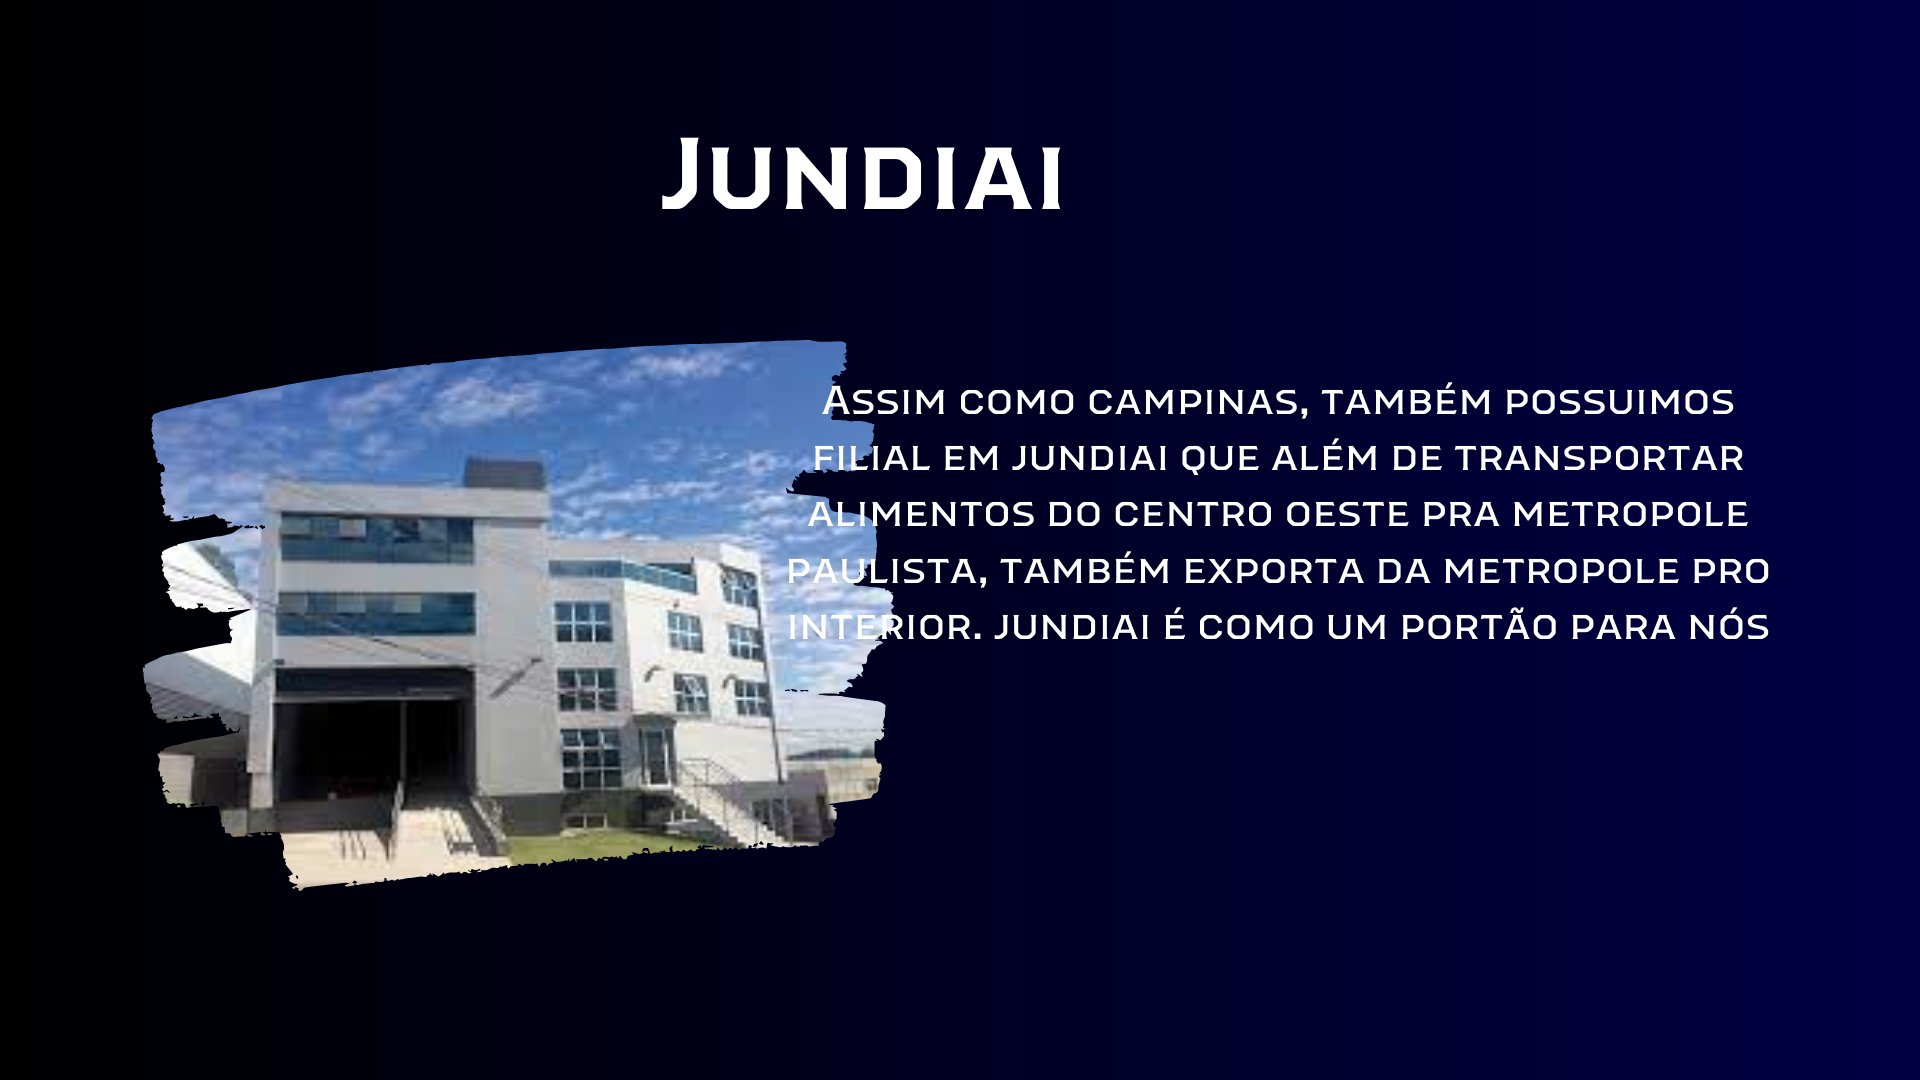 Jundiai
Assim como campinas, também possuimos
filial em jundiai que além de transportar
alimentos do centro oeste pra metropole
paulista, também exporta da metropole pro
interior. jundiai é como um portão para nós